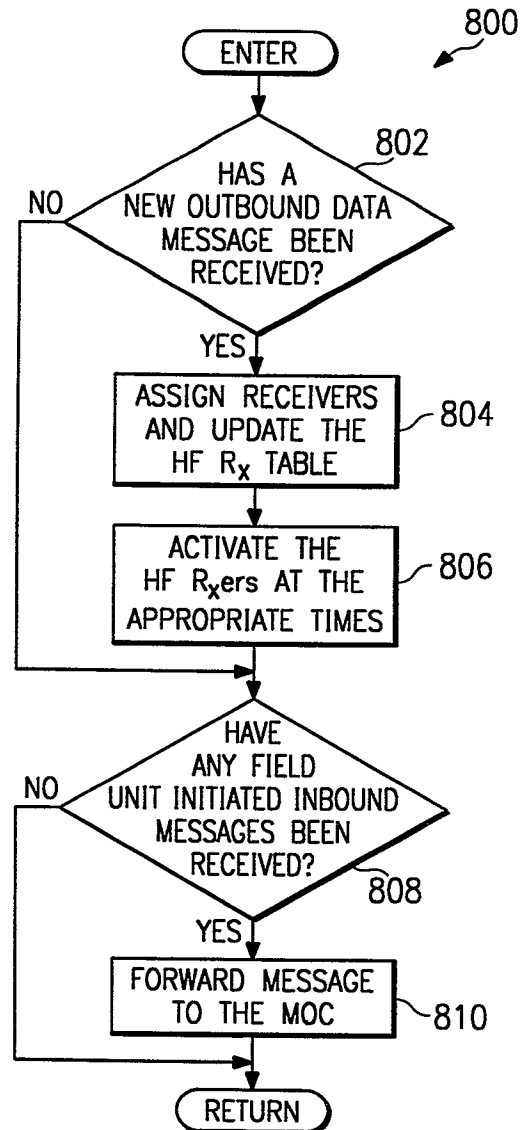 800
ENTER
802
HAS A
NEW OUTBOUND DATA
MESSAGE BEEN
RECEIVED?
NO
YES
ASSIGN RECEIVERS
AND UPDATE THE
HF Rx TABLE
804
ACTIVATE THE
HF Rxers AT THE
APPROPRIATE TIMES
806
HAVE
ANY FIELD
UNIT INITIATED INBOUND
MESSAGES BEEN
RECEIVED?
NO
808
YES
FORWARD MESSAGE
TO THE MOC
810
RETURN